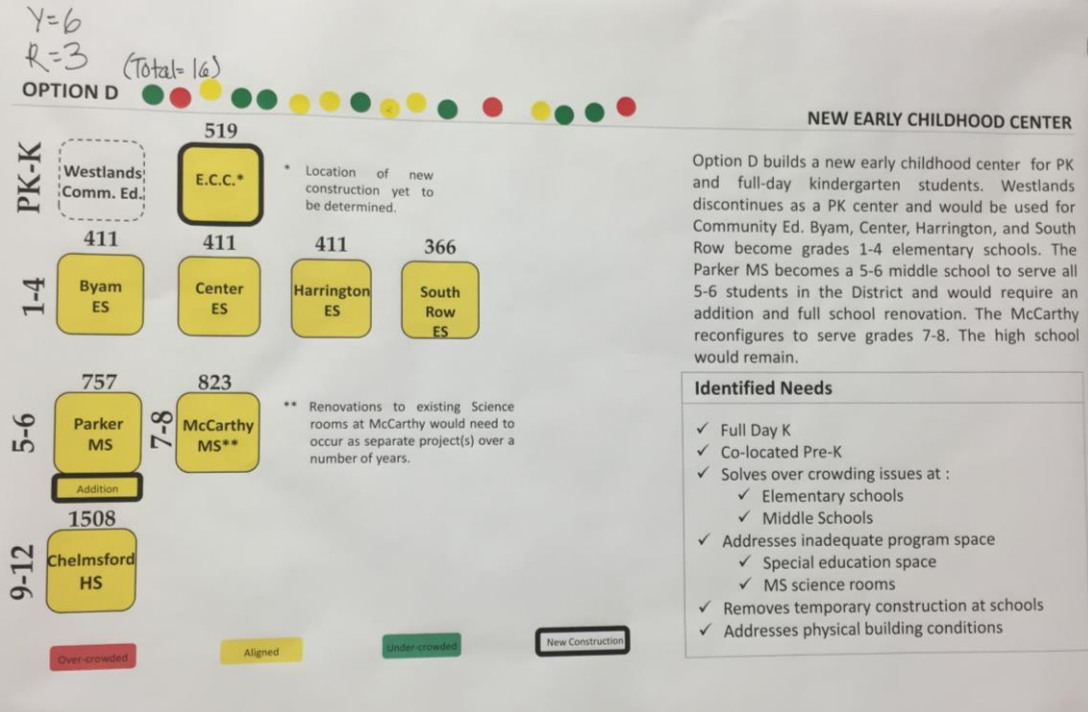 Y=6
R=3
(Total=16)
OPTION D
NEW EARLY CHILDHOOD CENTER
PK-K
Westlands
Comm. Ed.
519
E.C.C.*
* Location of new
construction yet to
be determined.
1-4
411
Byam
ES
411
Center
ES
411
Harrington
ES
366
South
Row
ES
5-6
757
Parker
MS
Addition
7-8
823
McCarthy
MS**
** Renovations to existing Science
rooms at McCarthy would need to
occur as separate project(s) over a
number of years.
9-12
1508
Chelmsford
HS
Over-crowded
Aligned
Under-crowded
New Construction
Option D builds a new early childhood center for PK
and full-day kindergarten students. Westlands
discontinues as a PK center and would be used for
Community Ed. Byam, Center, Harrington, and South
Row become grades 1-4 elementary schools. The
Parker MS becomes a 5-6 middle school to serve all
5-6 students in the District and would require an
addition and full school renovation. The McCarthy
reconfigures to serve grades 7-8. The high school
would remain.
Identified Needs
✓ Full Day K
✓ Co-located Pre-K
✓ Solves over crowding issues at :
✓ Elementary schools
✓ Middle Schools
✓ Addresses inadequate program space
✓ Special education space
✓ MS science rooms
✓ Removes temporary construction at schools
✓ Addresses physical building conditions